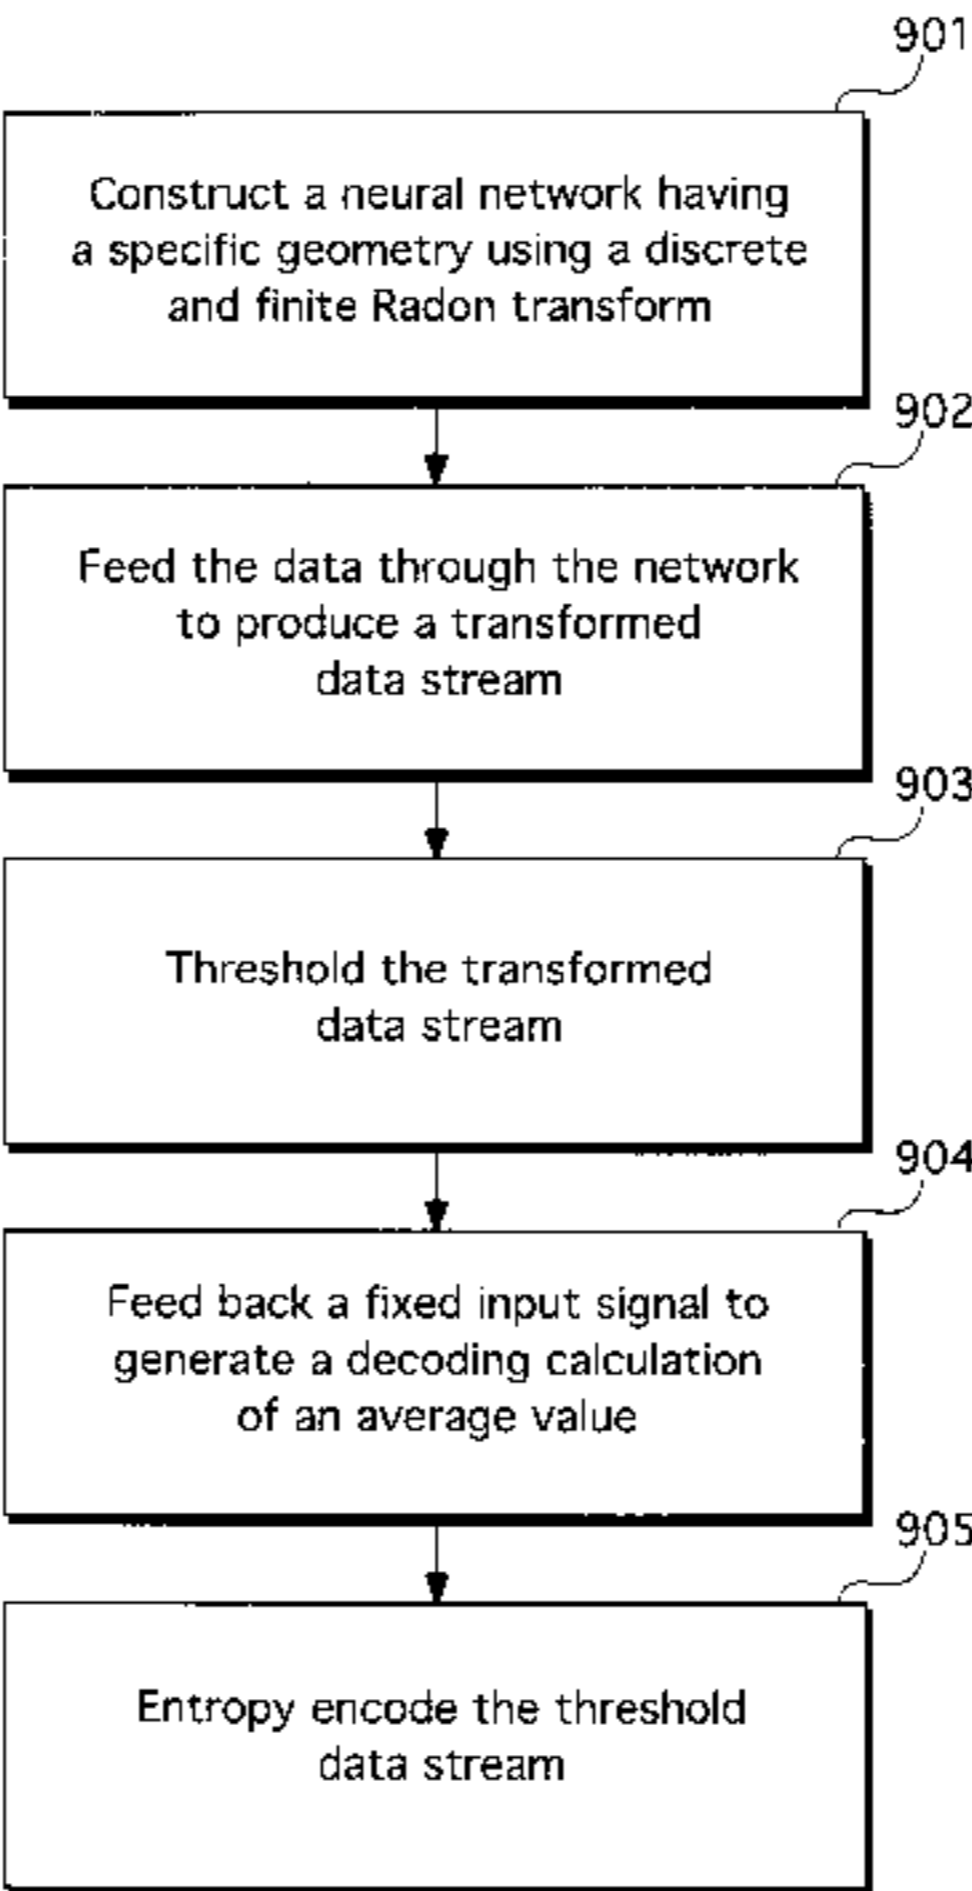 901
Construct a neural network having
a specific geometry using a discrete
and finite Radon transform
902
Feed the data through the network
to produce a transformed
data stream
903
Threshold the transformed
data stream
904
Feed back a fixed input signal to
generate a decoding calculation
of an average value
905
Entropy encode the threshold
data stream